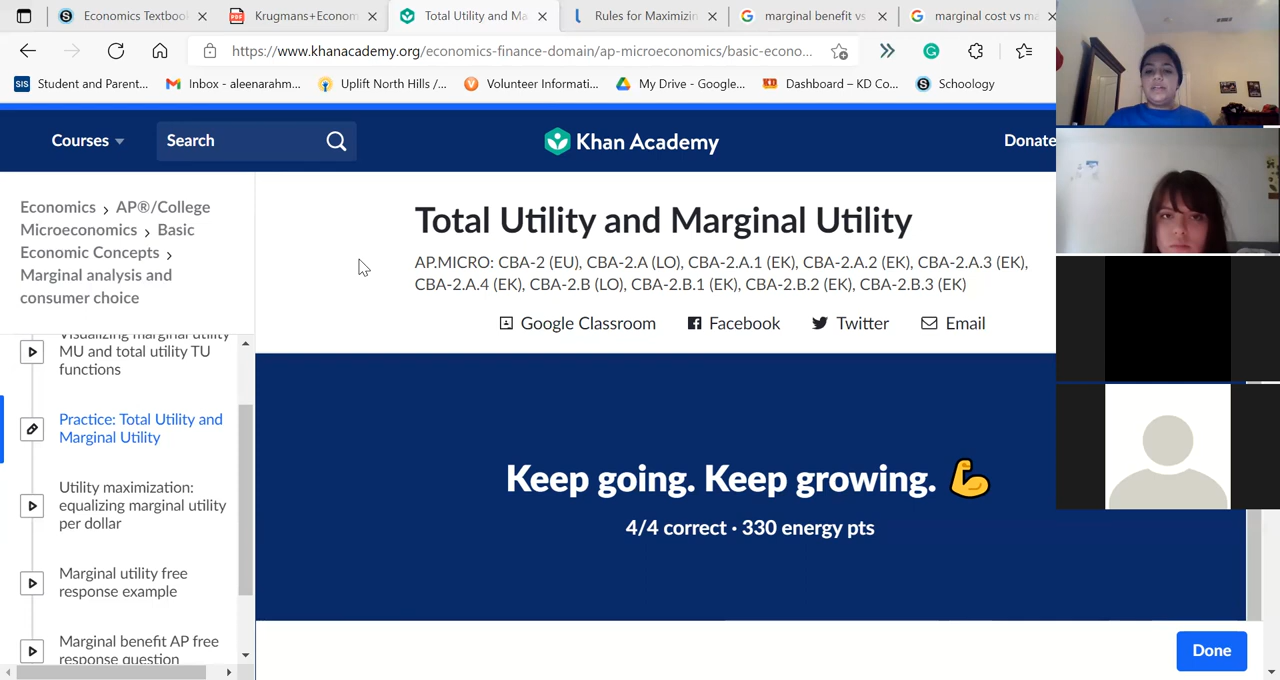 Economics Textbook
Krugmans+Econom
Total Utility and Ma
Rules for Maximizin
marginal benefit vs
marginal cost vs m
https://www.khanacademy.org/economics-finance-domain/ap-microeconomics/basic-econo...
Student and Parent...
Inbox - aleenarahm...
Uplift North Hills /...
Volunteer Informati...
My Drive - Google...
Dashboard – KD Co...
Schoology
Courses
Search
Khan Academy
Donate
Economics › AP®/College
Microeconomics › Basic
Economic Concepts ›
Marginal analysis and
consumer choice
Total Utility and Marginal Utility
AP.MICRO: CBA‑2 (EU), CBA‑2.A (LO), CBA‑2.A.1 (EK), CBA‑2.A.2 (EK), CBA‑2.A.3 (EK),
CBA‑2.A.4 (EK), CBA‑2.B (LO), CBA‑2.B.1 (EK), CBA‑2.B.2 (EK), CBA‑2.B.3 (EK)
Google Classroom
Facebook
Twitter
Email
Visualizing marginal utility
MU and total utility TU
functions
Practice: Total Utility and
Marginal Utility
Utility maximization:
equalizing marginal utility
per dollar
Marginal utility free
response example
Marginal benefit AP free
response question
Keep going. Keep growing. 💪
4/4 correct · 330 energy pts
Done